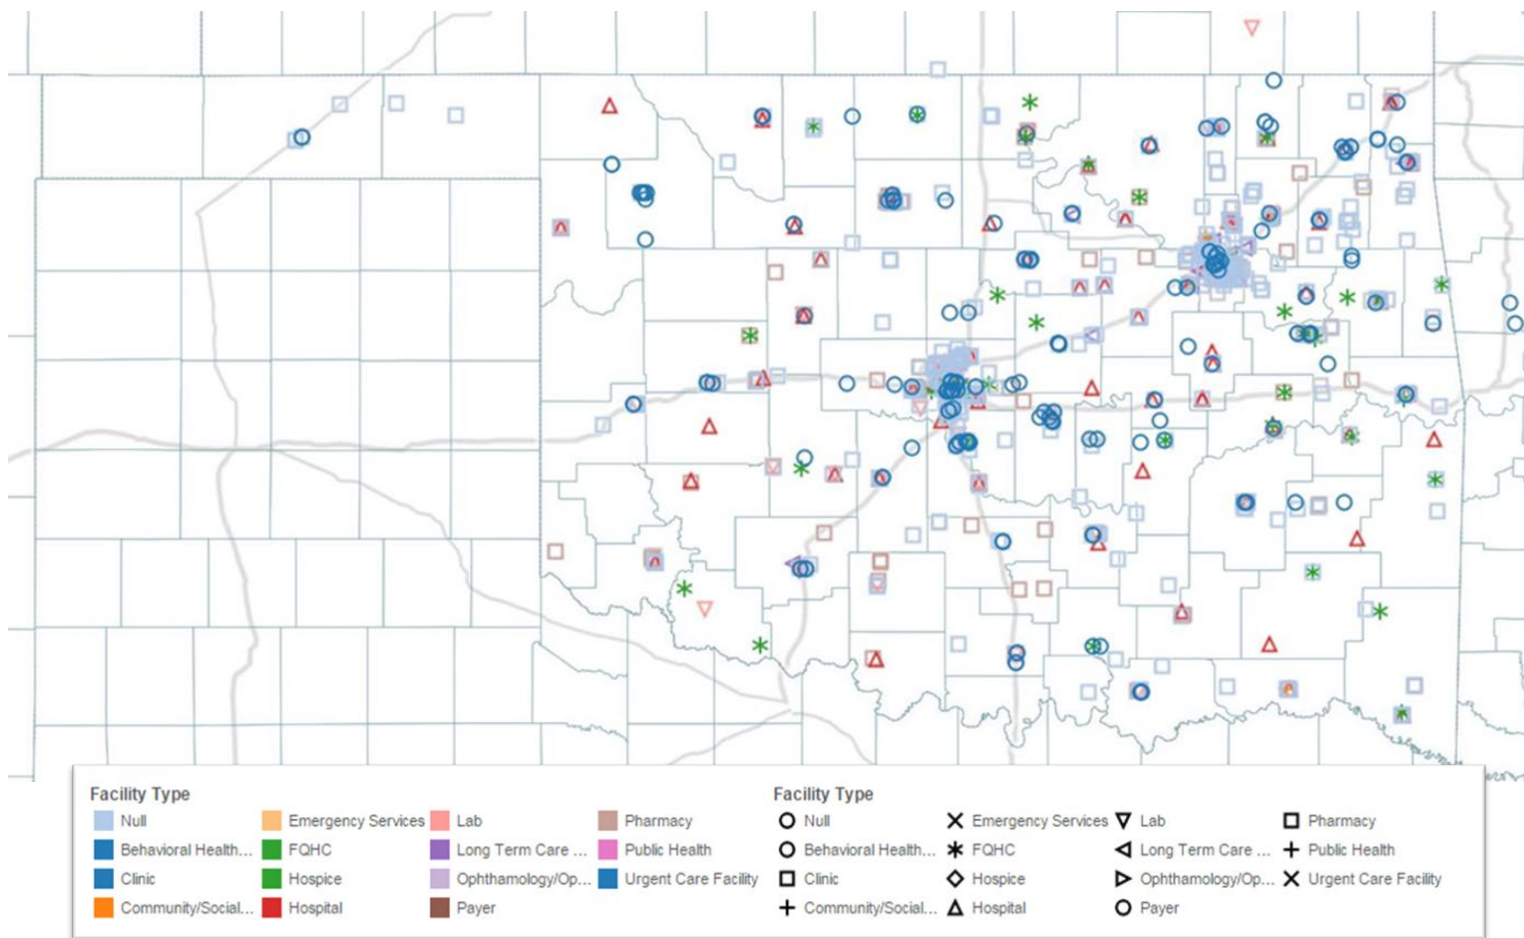 Facility Type
Null
Emergency Services
Lab
Pharmacy
Behavioral Health...
FQHC
Long Term Care ...
Public Health
Clinic
Hospice
Ophthamology/Op...
Urgent Care Facility
Community/Social...
Hospital
Payer
Facility Type
Null
Emergency Services
Lab
Pharmacy
Behavioral Health...
FQHC
Long Term Care ...
Public Health
Clinic
Hospice
Ophthamology/Op...
Urgent Care Facility
Community/Social...
Hospital
Payer